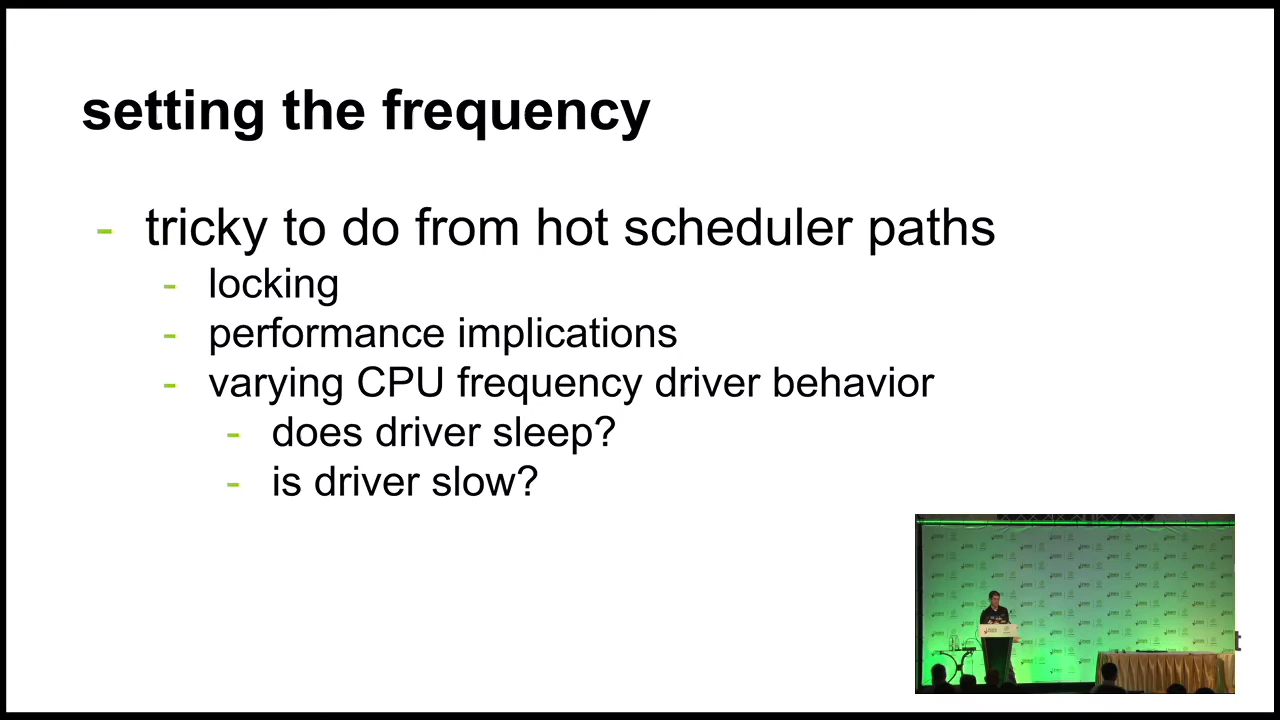 setting the frequency
- tricky to do from hot scheduler paths
- locking
- performance implications
- varying CPU frequency driver behavior
- does driver sleep?
- is driver slow?
t